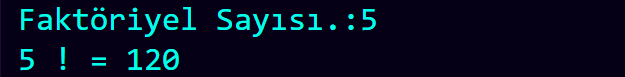 Faktöriyel Sayısı.:5
5 ! = 120